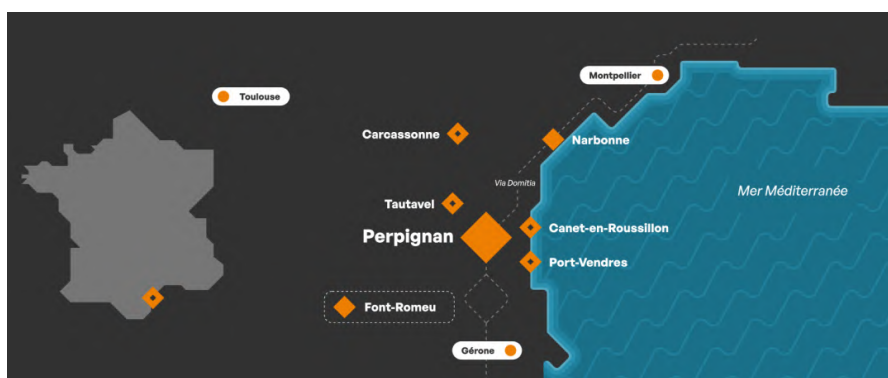 Montpellier
Toulouse
Carcassonne
Narbonne
Via Domitia
Mer Méditerranée
Tautavel
Canet-en-Roussillon
Perpignan
Port-Vendres
Font-Romeu
Gérone